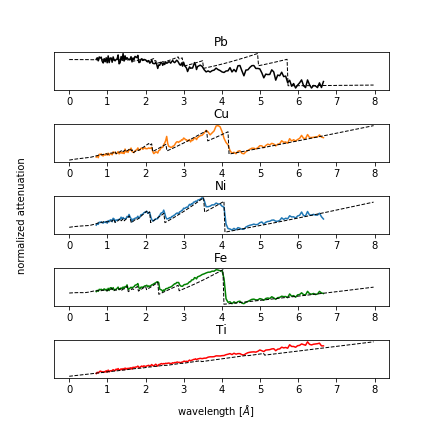 Pb
0 1 2 3 4 5 6 7 8
Cu
0 1 2 3 4 5 6 7 8
Ni
0 1 2 3 4 5 6 7 8
Fe
0 1 2 3 4 5 6 7 8
Ti
0 1 2 3 4 5 6 7 8
wavelength [Å]
normalized attenuation